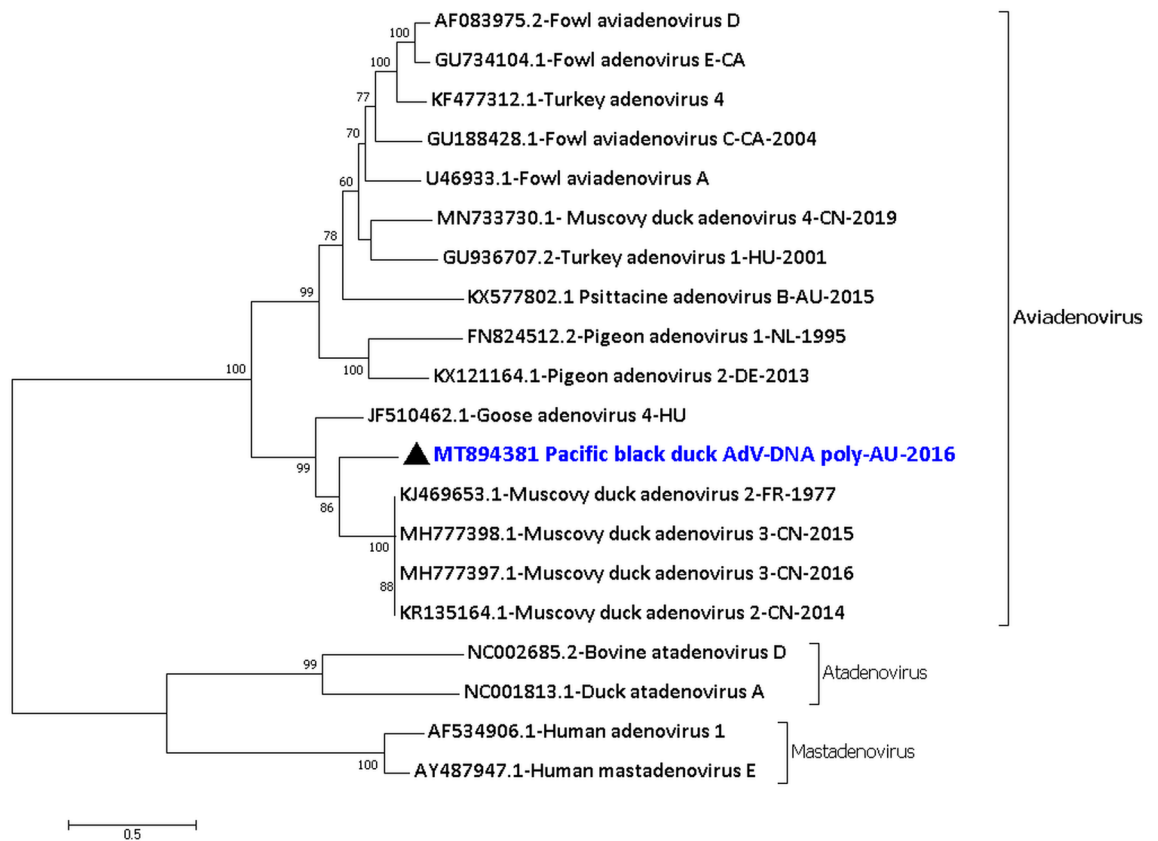 AF083975.2-Fowl aviadenovirus D
100
GU734104.1-Fowl adenovirus E-CA
100
KF477312.1-Turkey adenovirus 4
77
GU188428.1-Fowl aviadenovirus C-CA-2004
70
U46933.1-Fowl aviadenovirus A
60
MN733730.1- Muscovy duck adenovirus 4-CN-2019
78
GU936707.2-Turkey adenovirus 1-HU-2001
99
KX577802.1 Psittacine adenovirus B-AU-2015
Aviadenovirus
FN824512.2-Pigeon adenovirus 1-NL-1995
100
100
KX121164.1-Pigeon adenovirus 2-DE-2013
JF510462.1-Goose adenovirus 4-HU
99
MT894381 Pacific black duck AdV-DNA poly-AU-2016
86
KJ469653.1-Muscovy duck adenovirus 2-FR-1977
100
MH777398.1-Muscovy duck adenovirus 3-CN-2015
88
MH777397.1-Muscovy duck adenovirus 3-CN-2016
KR135164.1-Muscovy duck adenovirus 2-CN-2014
99
NC002685.2-Bovine atadenovirus D
Atadenovirus
NC001813.1-Duck atadenovirus A
AF534906.1-Human adenovirus 1
Mastadenovirus
100
AY487947.1-Human mastadenovirus E
0.5